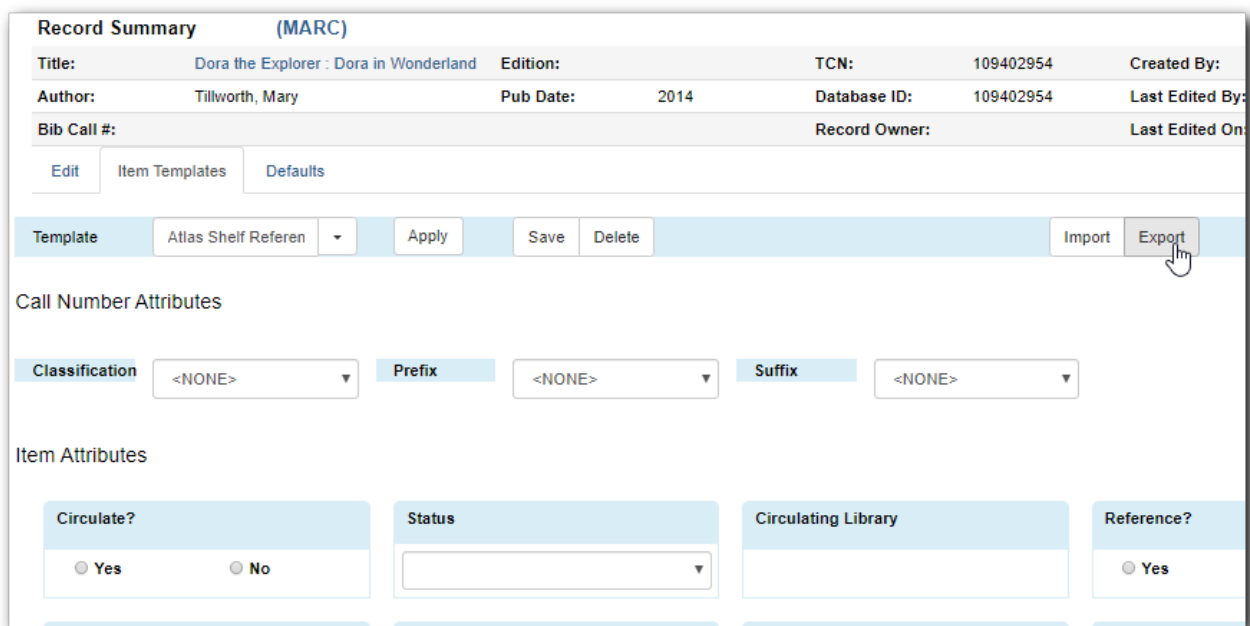 Record Summary (MARC)
Title: Dora the Explorer : Dora in Wonderland Edition: TCN: 109402954 Created By:
Author: Tillworth, Mary Pub Date: 2014 Database ID: 109402954 Last Edited By:
Bib Call #: Record Owner: Last Edited On:
Edit Item Templates Defaults
Template Atlas Shelf Referen Apply Save Delete Import Export
Call Number Attributes
Classification <NONE> Prefix <NONE> Suffix <NONE>
Item Attributes
Circulate? Status Circulating Library Reference?
Yes No Yes